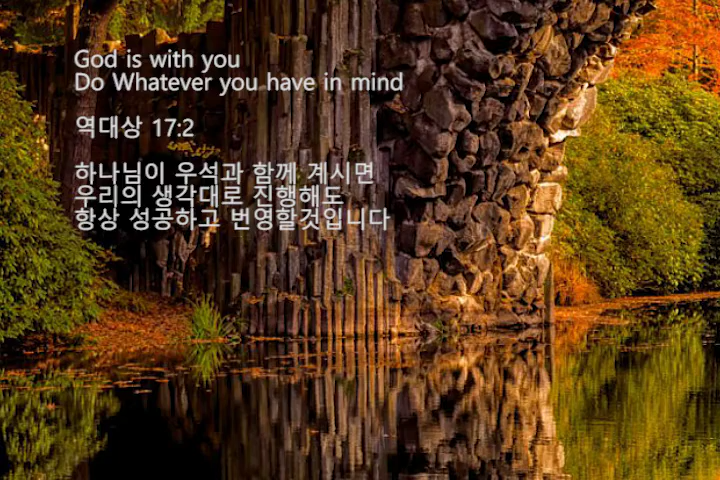 God is with you
Do Whatever you have in mind
역대상 17:2
하나님이 우석과 함께 계시면
우리의 생각대로 진행해도
항상 성공하고 번영할것입니다